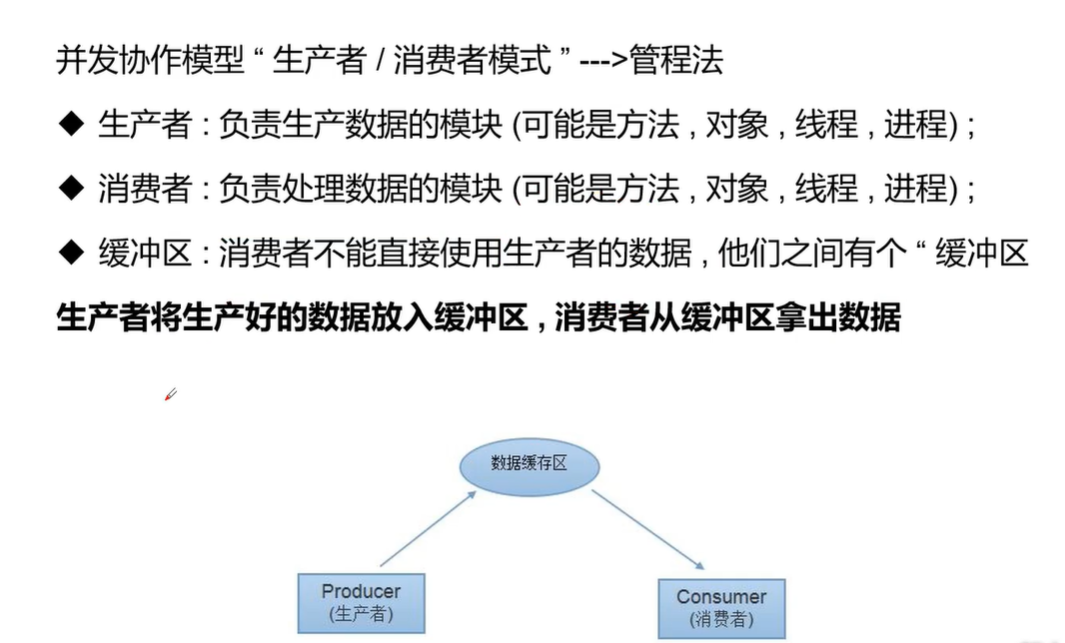 并发协作模型 “ 生产者 / 消费者模式 ” --->管程法
◆ 生产者 : 负责生产数据的模块 (可能是方法 , 对象 , 线程 , 进程) ;
◆ 消费者 : 负责处理数据的模块 (可能是方法 , 对象 , 线程 , 进程) ;
◆ 缓冲区 : 消费者不能直接使用生产者的数据 , 他们之间有个 “ 缓冲区
生产者将生产好的数据放入缓冲区 , 消费者从缓冲区拿出数据
数据缓存区
Producer
(生产者)
Consumer
(消费者)